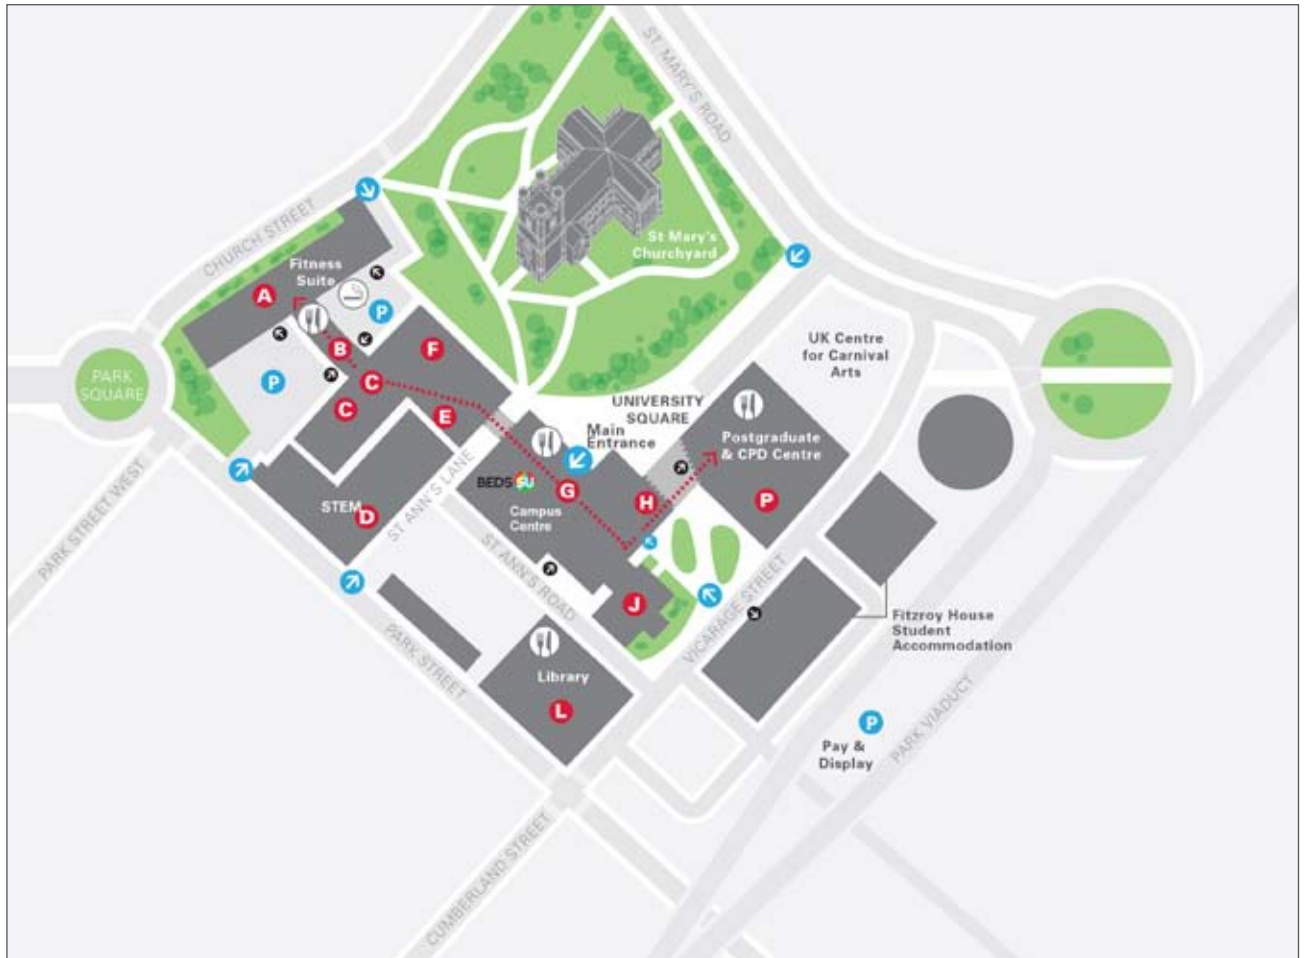 ST MARY'S ROAD
CHURCH STREET
St Mary's
Churchyard
Fitness
Suite
A
P
B
F
P
C
C
E
PARK
SQUARE
UK Centre
for Carnival
Arts
UNIVERSITY
SQUARE
Main
Entrance
Postgraduate
& CPD Centre
P
BEDS SU
G
H
Campus
Centre
STEM
D
ST ANN'S LANE
ST ANN'S ROAD
PARK STREET WEST
PARK STREET
J
VICARAGE STREET
Fitzroy House
Student
Accommodation
Library
L
P
Pay &
Display
PARK VIADUCT
CUMBERLAND STREET